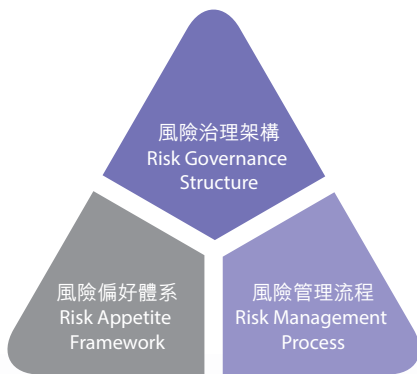 風險治理架構
Risk Governance
Structure
風險偏好體系
Risk Appetite
Framework
風險管理流程
Risk Management
Process